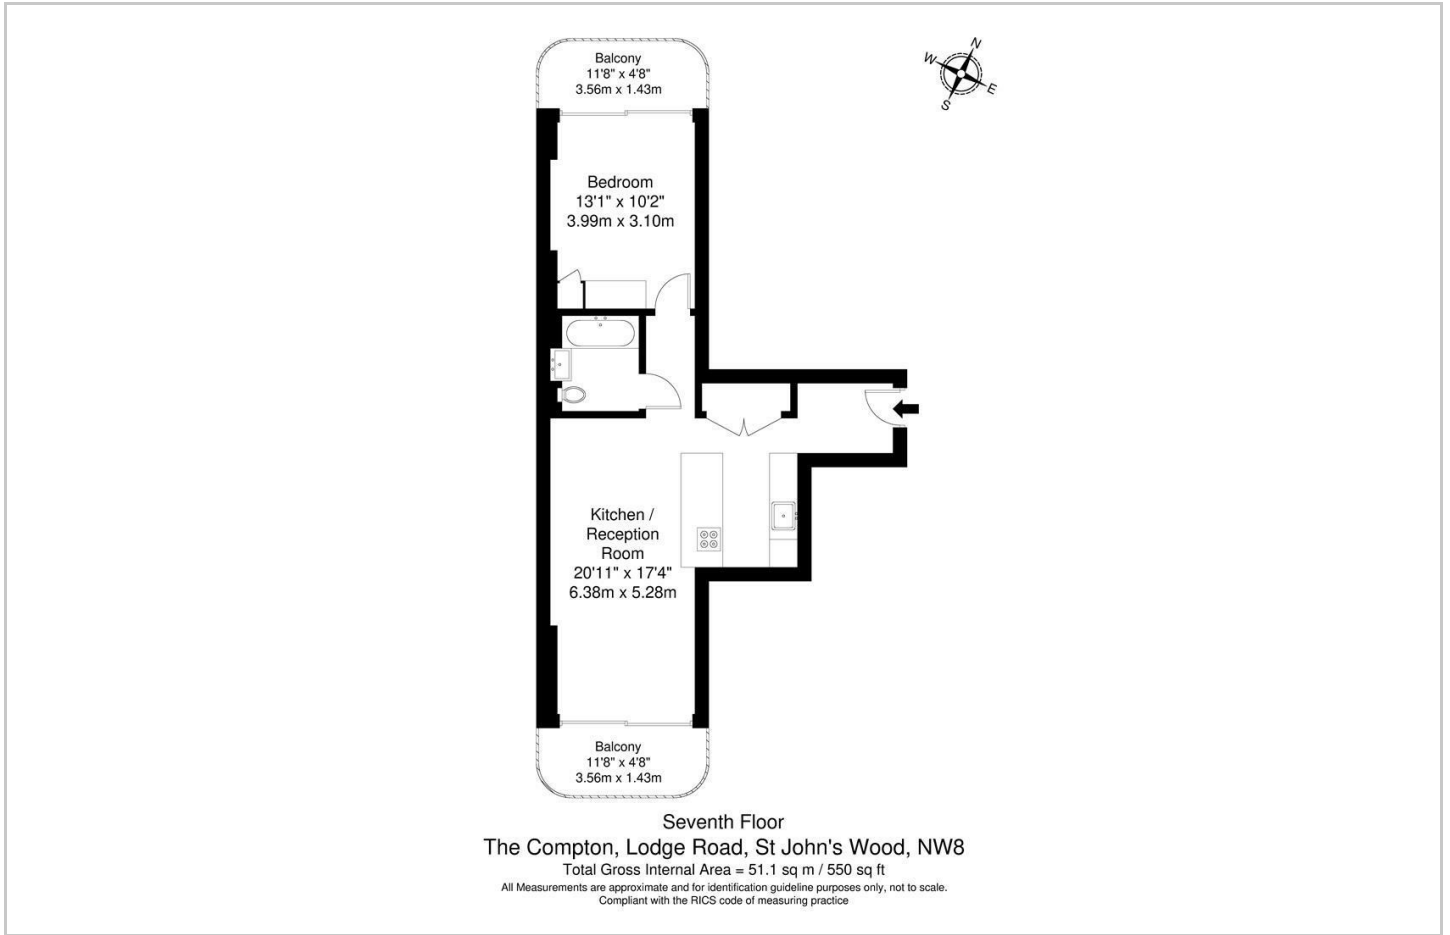 Balcony
11'8" x 4'8"
3.56m x 1.43m
N
W
E
S
Bedroom
13'1" x 10'2"
3.99m x 3.10m
Kitchen /
Reception
Room
20'11" x 17'4"
6.38m x 5.28m
Balcony
11'8" x 4'8"
3.56m x 1.43m
Seventh Floor
The Compton, Lodge Road, St John's Wood, NW8
Total Gross Internal Area = 51.1 sq m / 550 sq ft
All Measurements are approximate and for identification guideline purposes only, not to scale.
Compliant with the RICS code of measuring practice